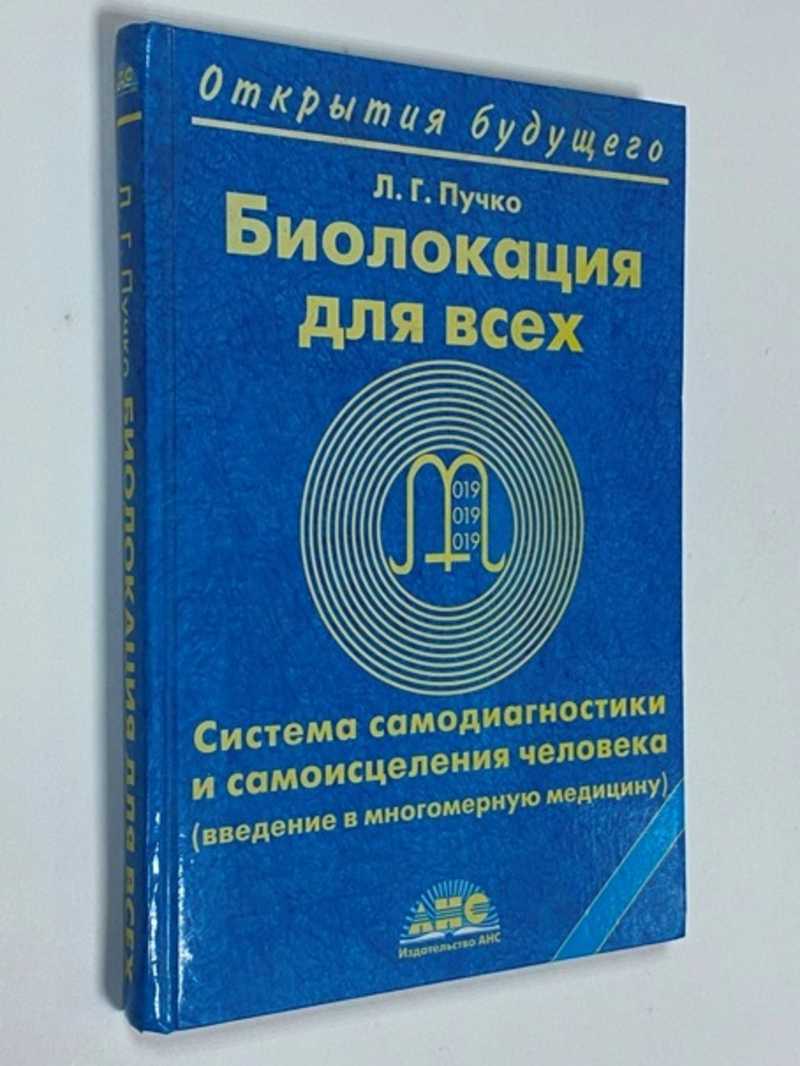 Открытия будущего
Л. Г. Пучко
Биолокация
для всех
019
019
019
Система самодиагностики
и самоисцеления человека
(введение в многомерную медицину)
АНС
Издательство АНС
АНС
Л. Г. Пучко БИОЛОКАЦИЯ ДЛЯ ВСЕХ